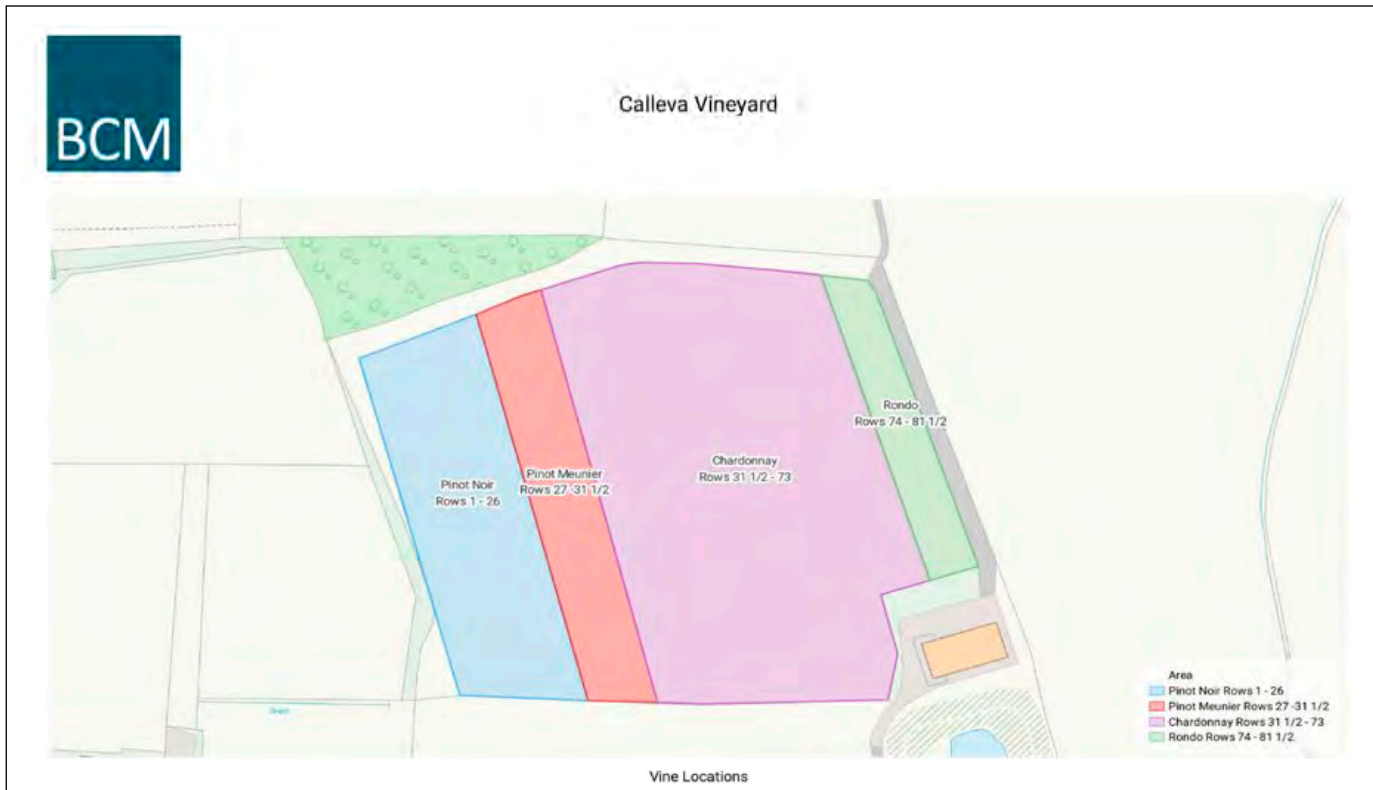 BCM
Calleva Vineyard
Rondo
Rows 74 - 81 1/2
Chardonnay
Rows 31 1/2 - 73
Pinot Meunier
Rows 27 -31 1/2
Pinot Noir
Rows 1 - 26
Area
Pinot Noir Rows 1 - 26
Pinot Meunier Rows 27 -31 1/2
Chardonnay Rows 31 1/2 - 73
Rondo Rows 74 - 81 1/2
Vine Locations